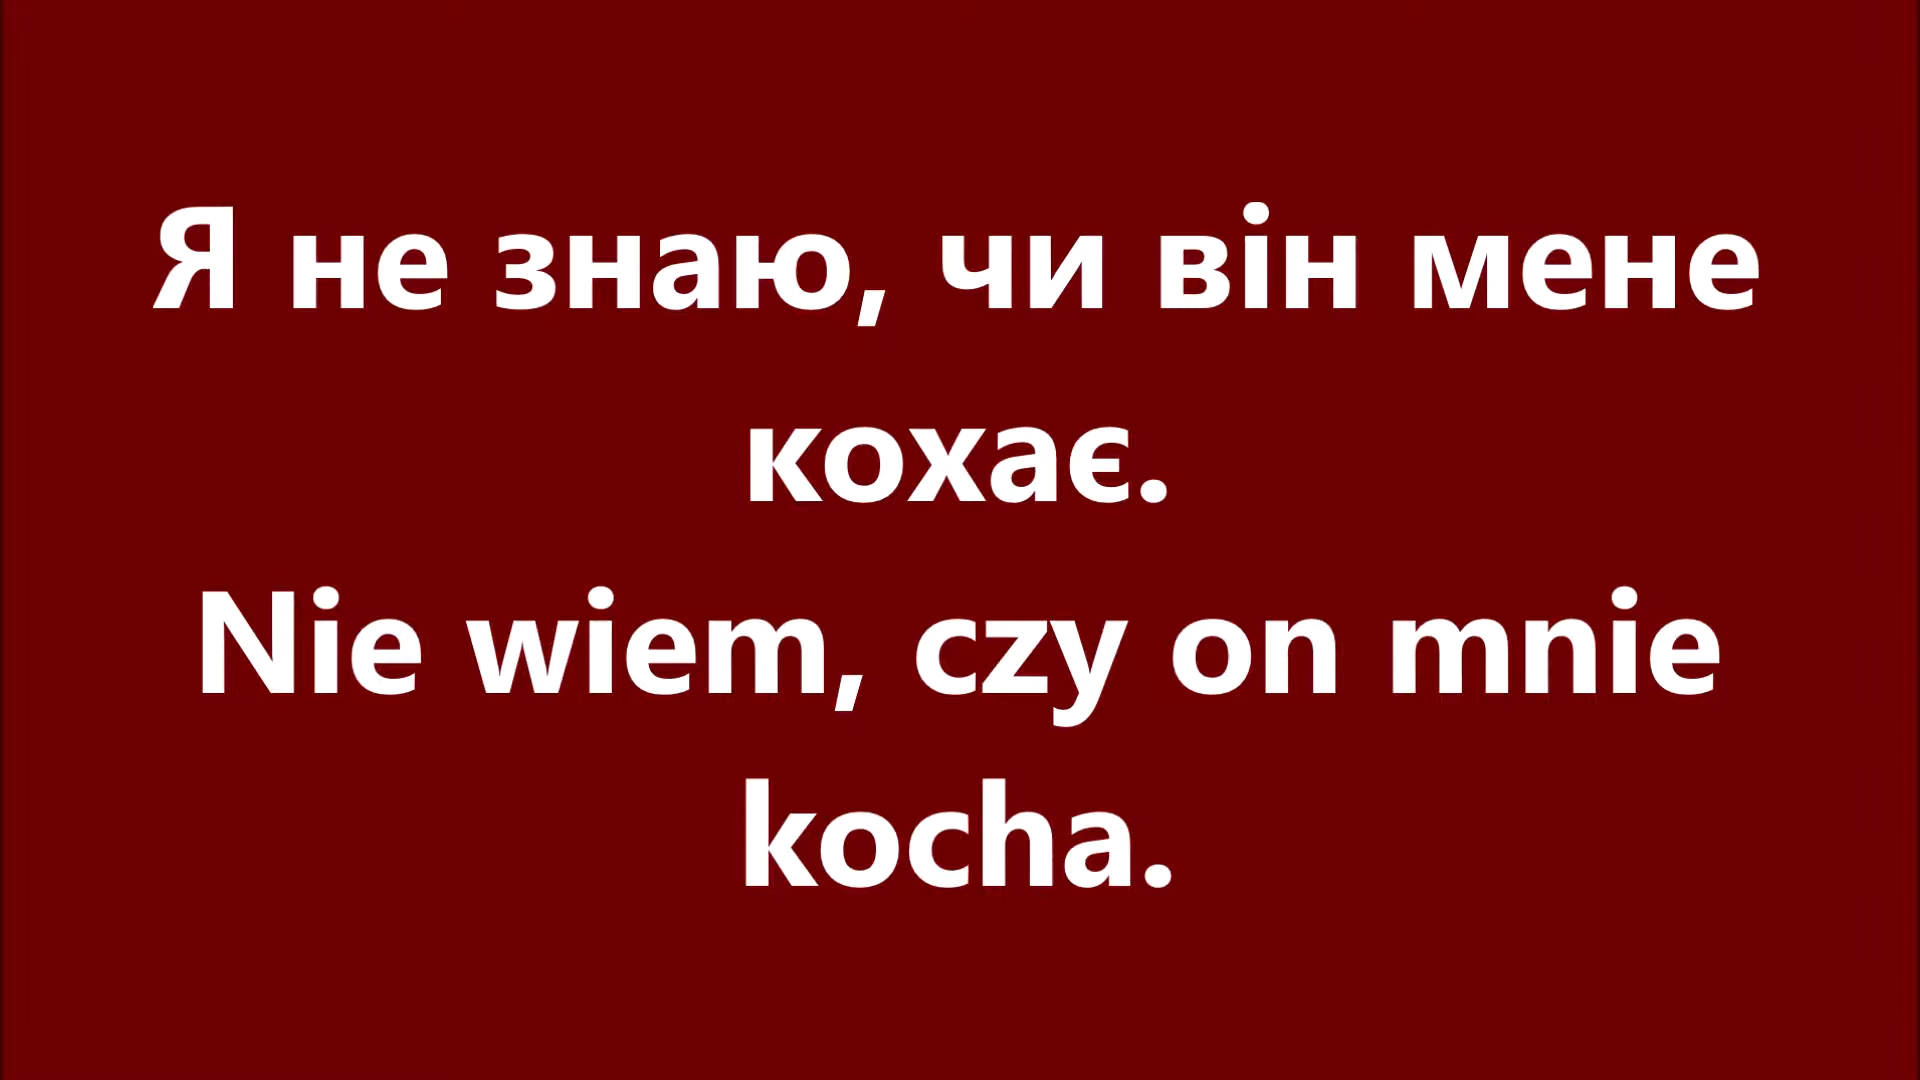 Я не знаю, чи він мене
кохає.
Nie wiem, czy on mnie
kocha.